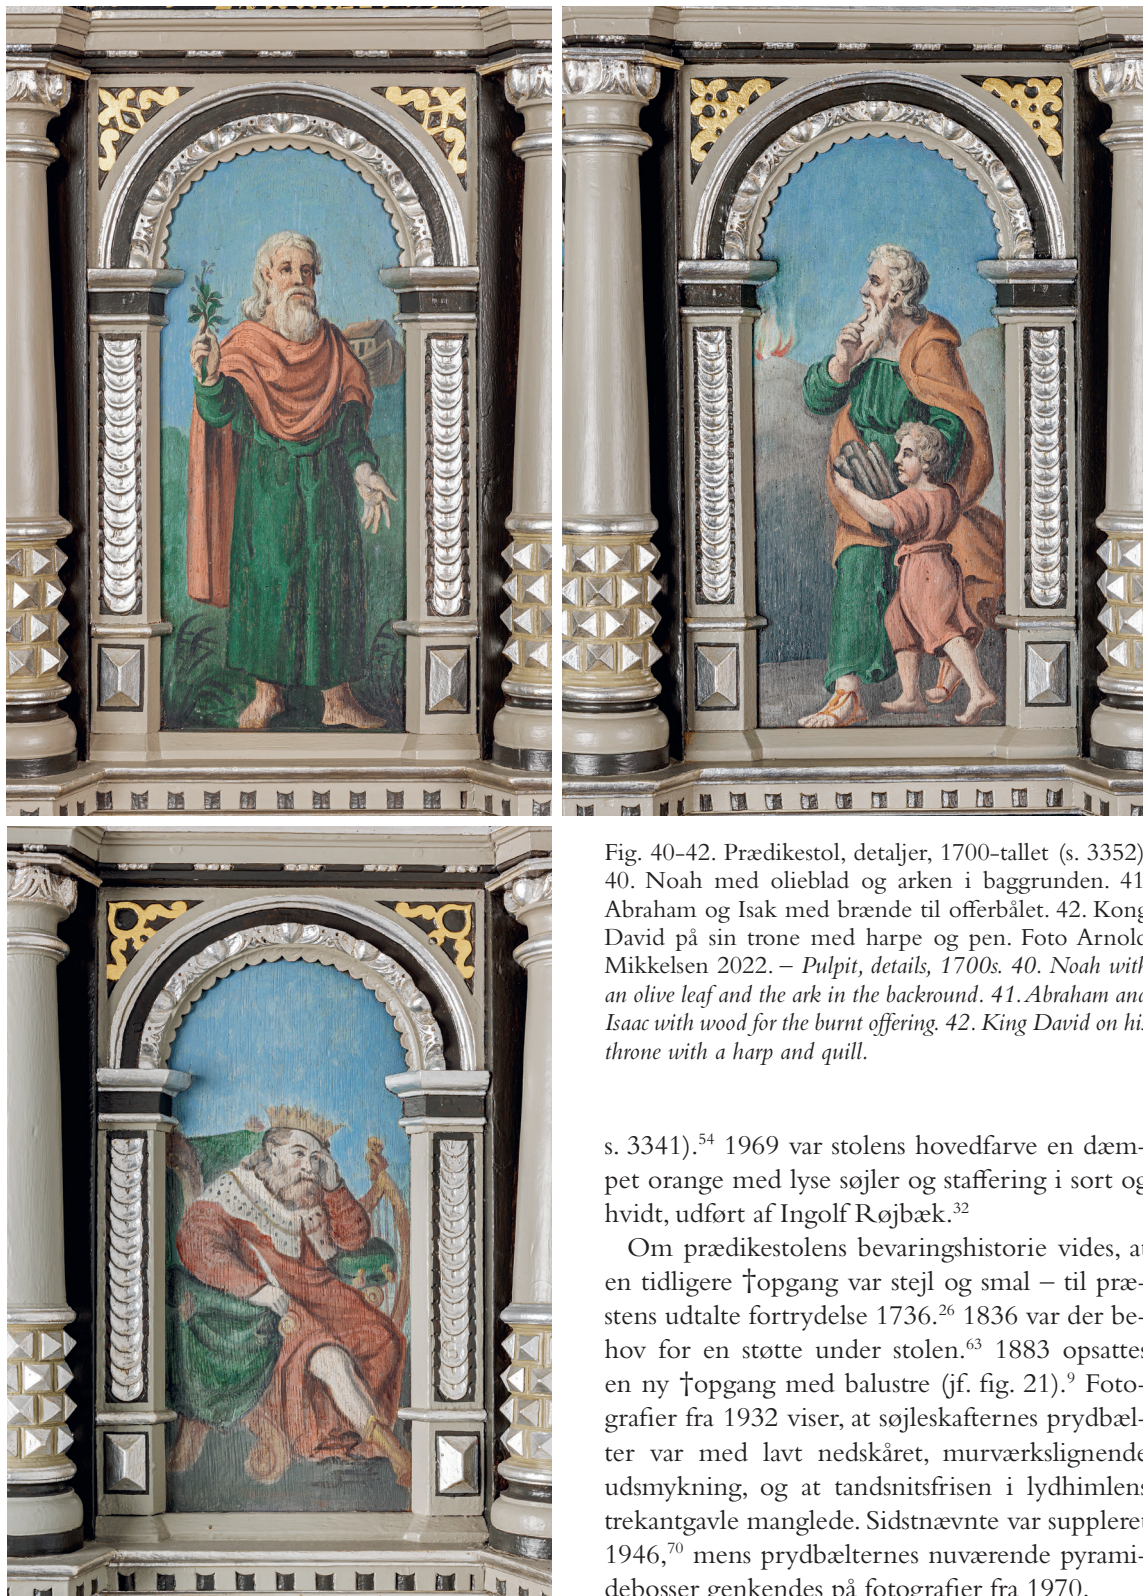 Fig. 40-42. Prædikestol, detaljer, 1700-tallet (s. 3352)
40. Noah med olieblad og arken i baggrunden. 41
Abraham og Isak med brænde til offerbålet. 42. Kong
David på sin trone med harpe og pen. Foto Arnold
Mikkelsen 2022. – Pulpit, details, 1700s. 40. Noah with
an olive leaf and the ark in the backround. 41. Abraham and
Isaac with wood for the burnt offering. 42. King David on his
throne with a harp and quill.
s. 3341).54 1969 var stolens hovedfarve en dæm-
pet orange med lyse søjler og staffering i sort og
hvidt, udført af Ingolf Røjbæk.32
Om prædikestolens bevaringshistorie vides, at
en tidligere †opgang var stejl og smal – til præ-
stens udtalte fortrydelse 1736.26 1836 var der be-
hov for en støtte under stolen.63 1883 opsattes
en ny †opgang med balustre (jf. fig. 21).9 Foto-
grafier fra 1932 viser, at søjleskafternes prydbæl-
ter var med lavt nedskåret, murværkslignende
udsmykning, og at tandsnitsfrisen i lydhimlens
trekantgavle manglede. Sidstnævnte var suppleret
1946,70 mens prydbælternes nuværende pyrami-
debosser genkendes på fotografier fra 1970.